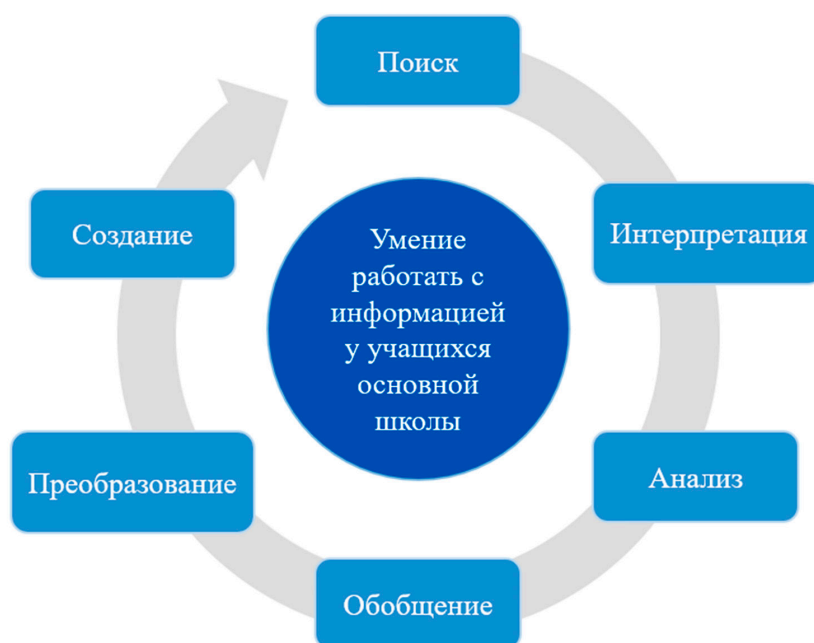 Поиск
Интерпретация
Анализ
Обобщение
Преобразование
Создание
Умение
работать с
информацией
у учащихся
основной
школы